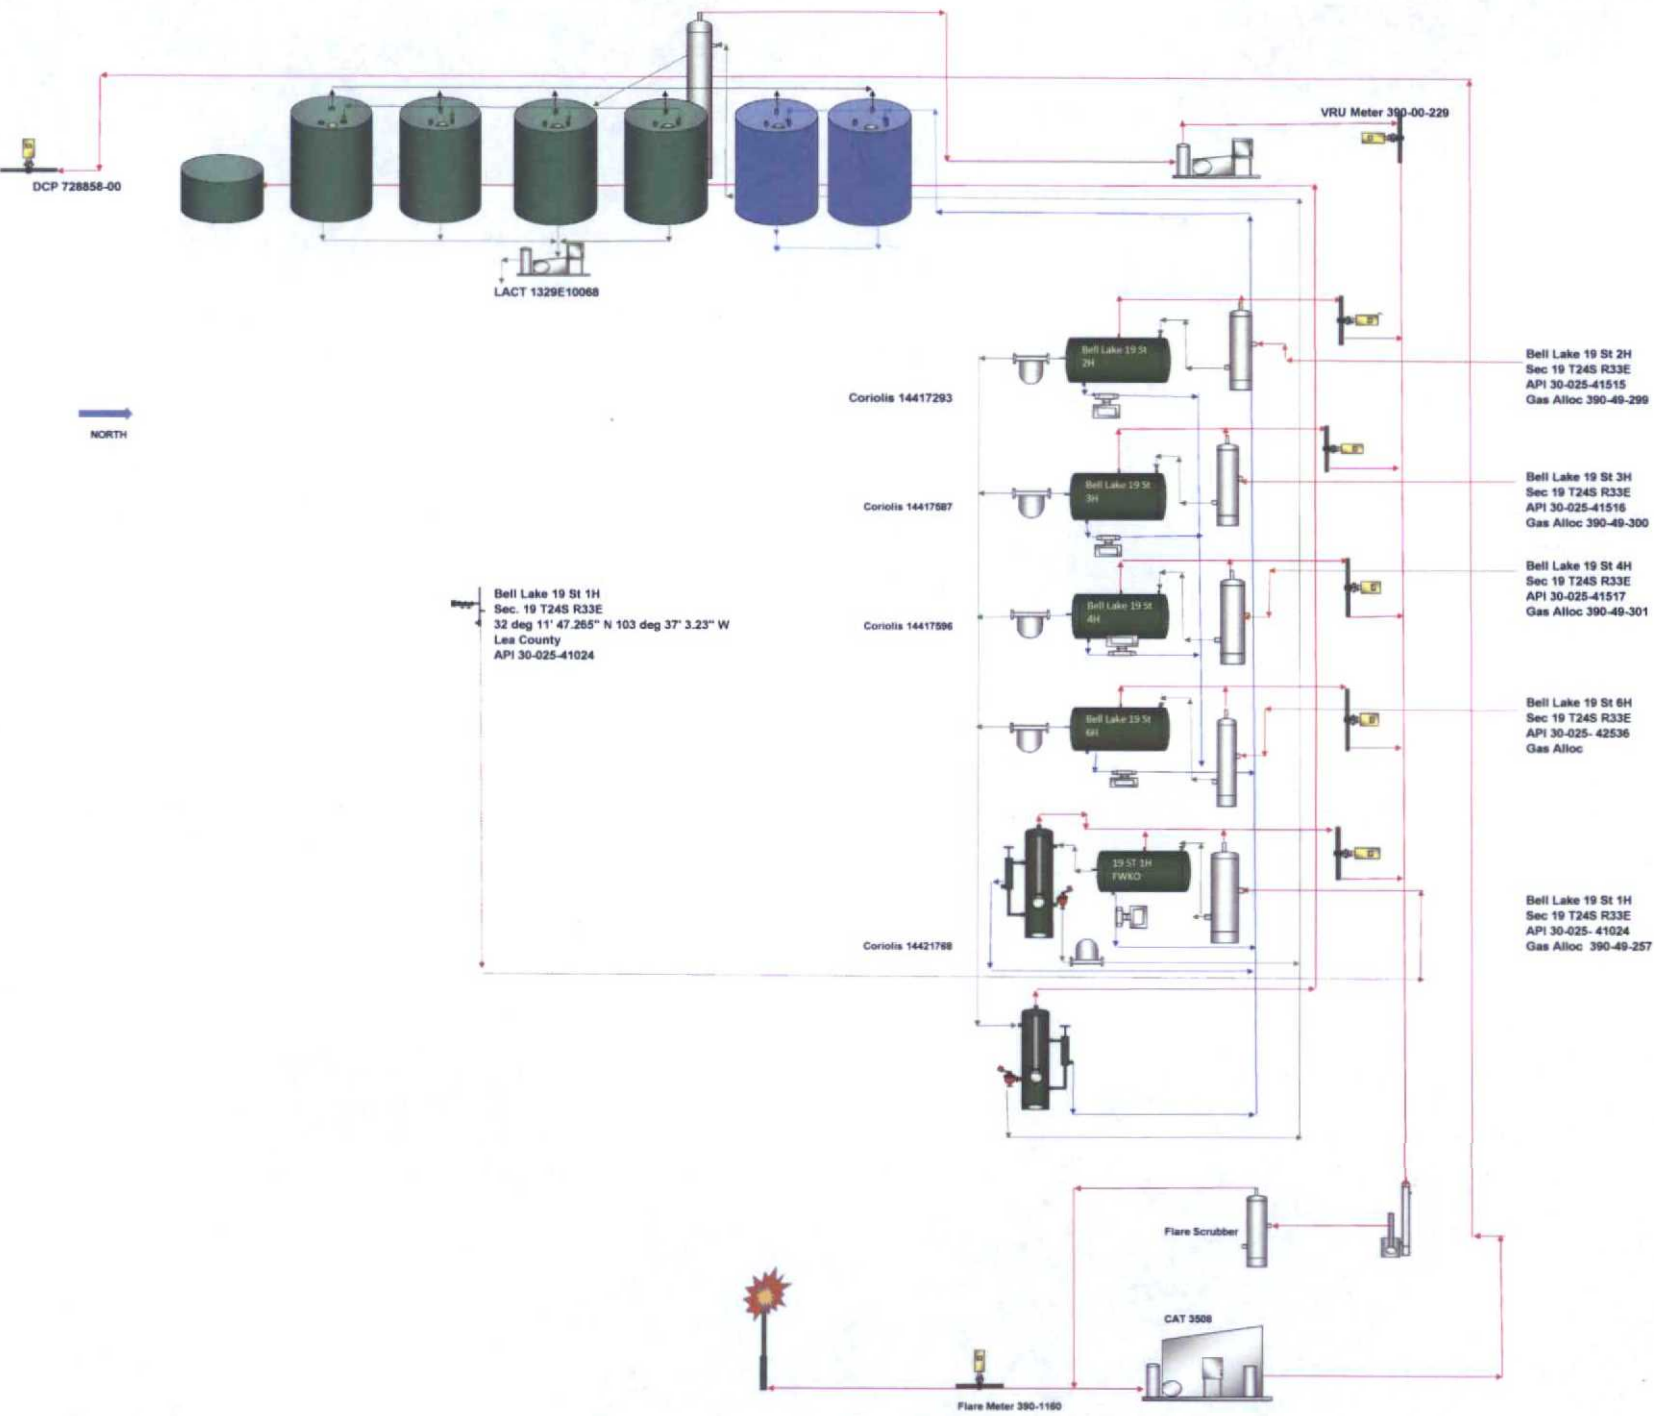 VRU Meter 390-00-229
DCP 728858-00
LACT 1329E10068
Bell Lake 19 St
2H
Bell Lake 19 St 2H
Sec 19 T24S R33E
API 30-025-41515
Gas Alloc 390-49-299
Coriolis 14417293
NORTH
Bell Lake 19 St
3H
Bell Lake 19 St 3H
Sec 19 T24S R33E
API 30-025-41516
Gas Alloc 390-49-300
Coriolis 14417587
Bell Lake 19 St 1H
Sec. 19 T24S R33E
32 deg 11' 47.265" N 103 deg 37' 3.23" W
Lea County
API 30-025-41024
Bell Lake 19 St
4H
Bell Lake 19 St 4H
Sec 19 T24S R33E
API 30-025-41517
Gas Alloc 390-49-301
Coriolis 14417596
Bell Lake 19 St
6H
Bell Lake 19 St 6H
Sec 19 T24S R33E
API 30-025- 42536
Gas Alloc
19 ST 1H
FWKO
Bell Lake 19 St 1H
Sec 19 T24S R33E
API 30-025- 41024
Gas Alloc 390-49-257
Coriolis 14421768
Flare Scrubber
CAT 3508
Flare Meter 390-1160